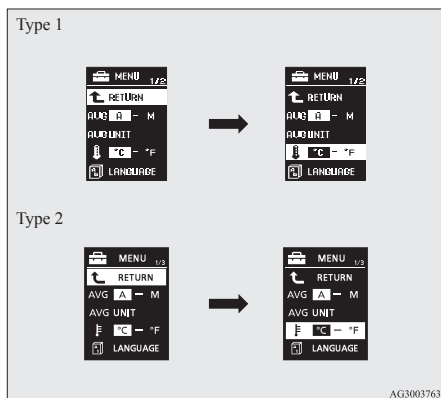 Type 1
MENU 1/2
RETURN
AVG A - M
AVG UNIT
°C - °F
LANGUAGE
MENU 1/2
RETURN
AVG A - M
AVG UNIT
°C - °F
LANGUAGE
Type 2
MENU 1/3
RETURN
AVG A - M
AVG UNIT
°C - °F
LANGUAGE
MENU 1/3
RETURN
AVG A - M
AVG UNIT
°C - °F
LANGUAGE
AG3003763